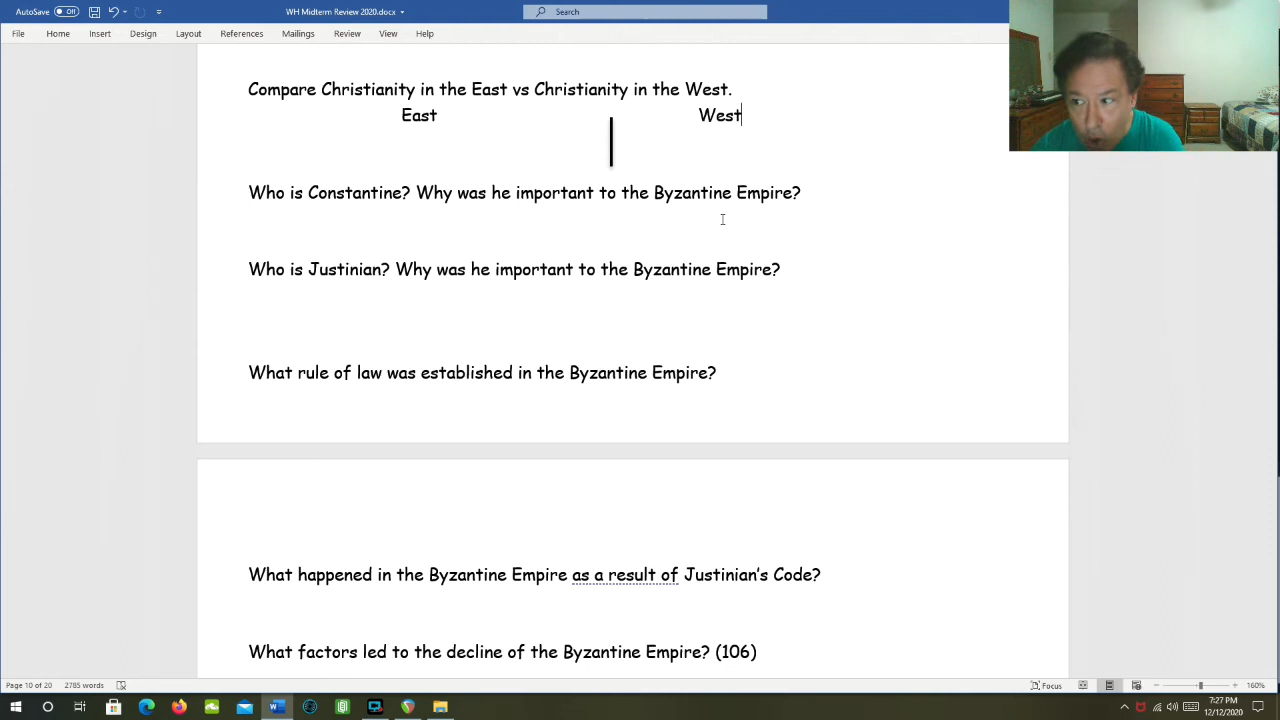 AutoSave Off WH Midterm Review 2020.docx Search
File Home Insert Design Layout References Mailings Review View Help
Compare Christianity in the East vs Christianity in the West.
East West
Who is Constantine? Why was he important to the Byzantine Empire?
Who is Justinian? Why was he important to the Byzantine Empire?
What rule of law was established in the Byzantine Empire?
What happened in the Byzantine Empire as a result of Justinian's Code?
What factors led to the decline of the Byzantine Empire? (106)
Page 10 of 20 2785 words Focus 160%
7:27 PM
12/12/2020